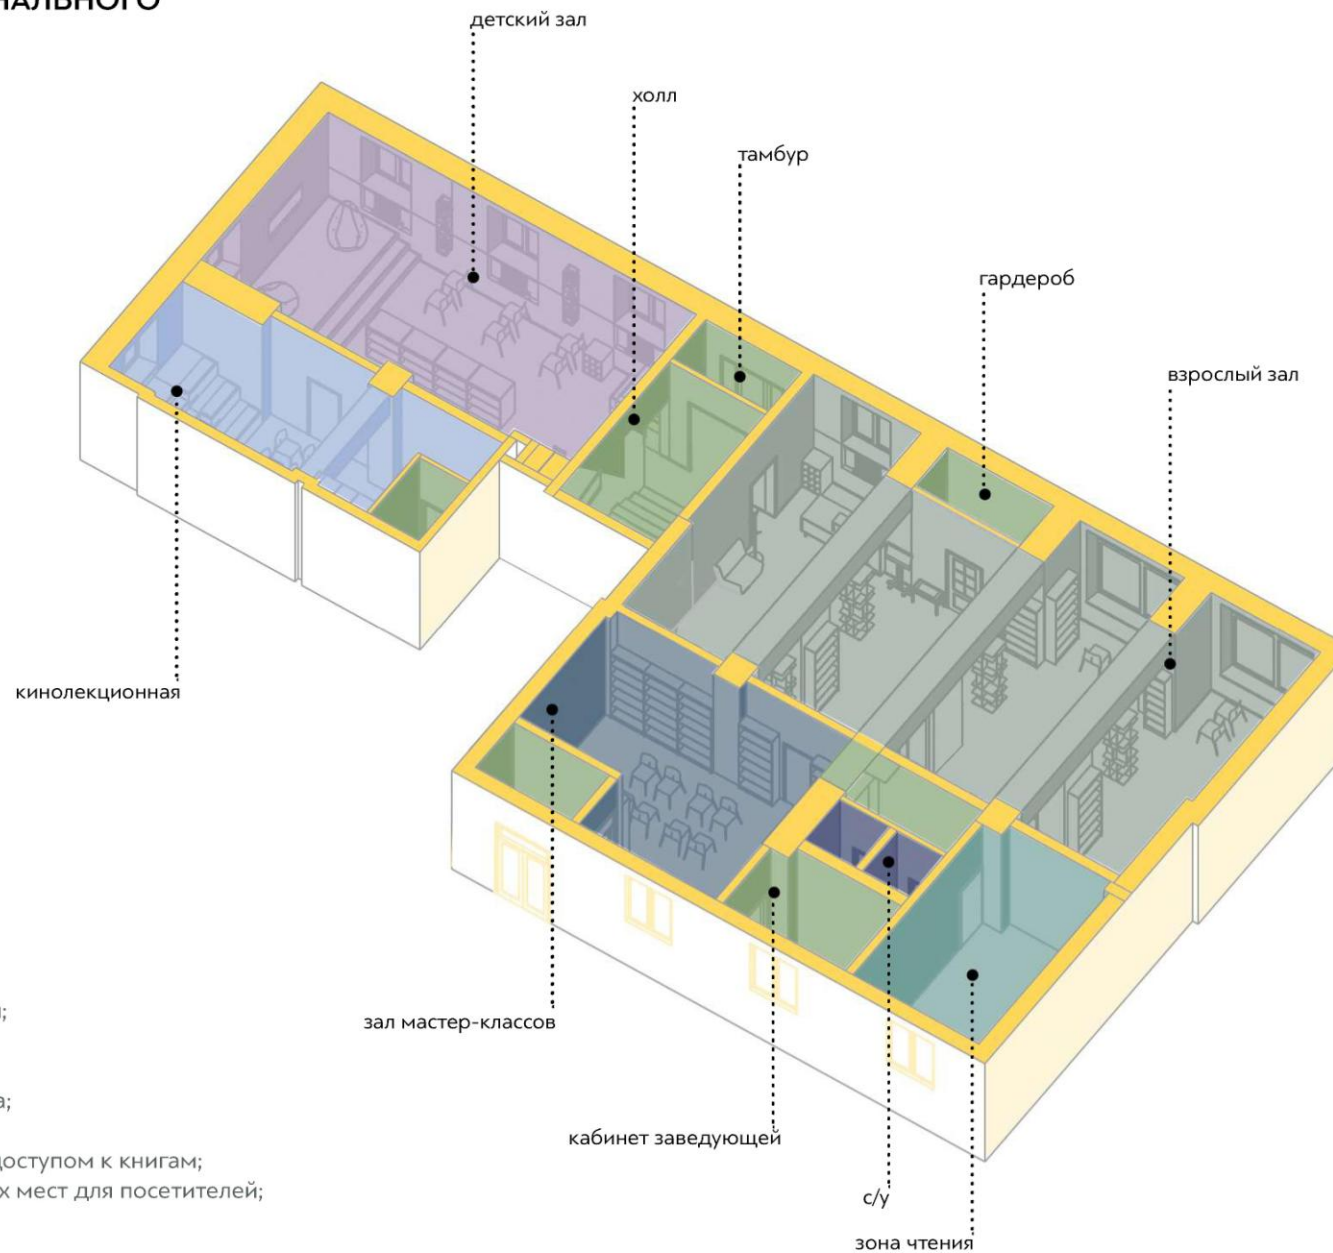 НАЛЬНОГО
детский зал
холл
тамбур
гардероб
взрослый зал
кинолекционная
зал мастер-классов
кабинет заведующей
с/у
зона чтения
;
а;
доступом к книгам;
х мест для посетителей;